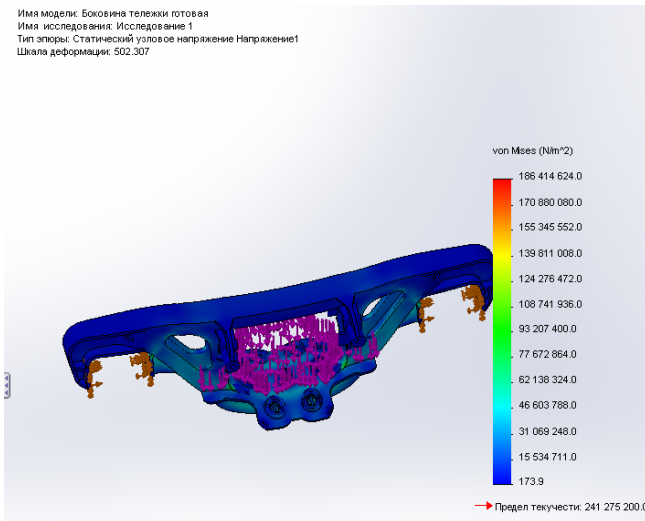 Имя модели: Боковина тележки готовая
Имя исследования: Исследование 1
Тип эпюры: Статический узловое напряжение Напряжение1
Шкала деформации: 502.307
von Mises (N/m^2)
186 414 624.0
170 880 080.0
155 345 552.0
139 811 008.0
124 276 472.0
108 741 936.0
93 207 400.0
77 672 864.0
62 138 324.0
46 603 788.0
31 069 248.0
15 534 711.0
173.9
Предел текучести: 241 275 200.0